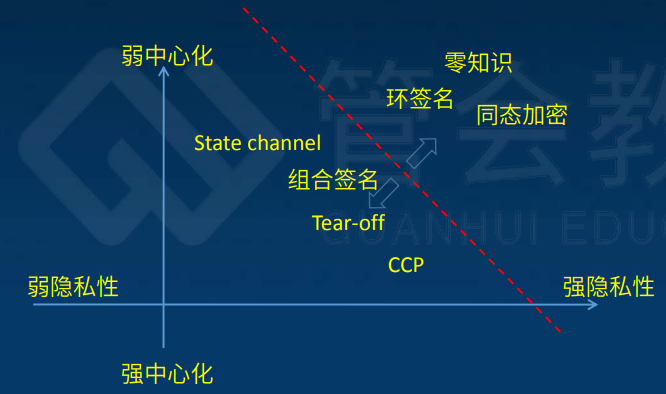 弱中心化
零知识
环签名
同态加密
State channel
组合签名
Tear-off
CCP
弱隐私性
强隐私性
强中心化
管会教
GUANHUI EDU